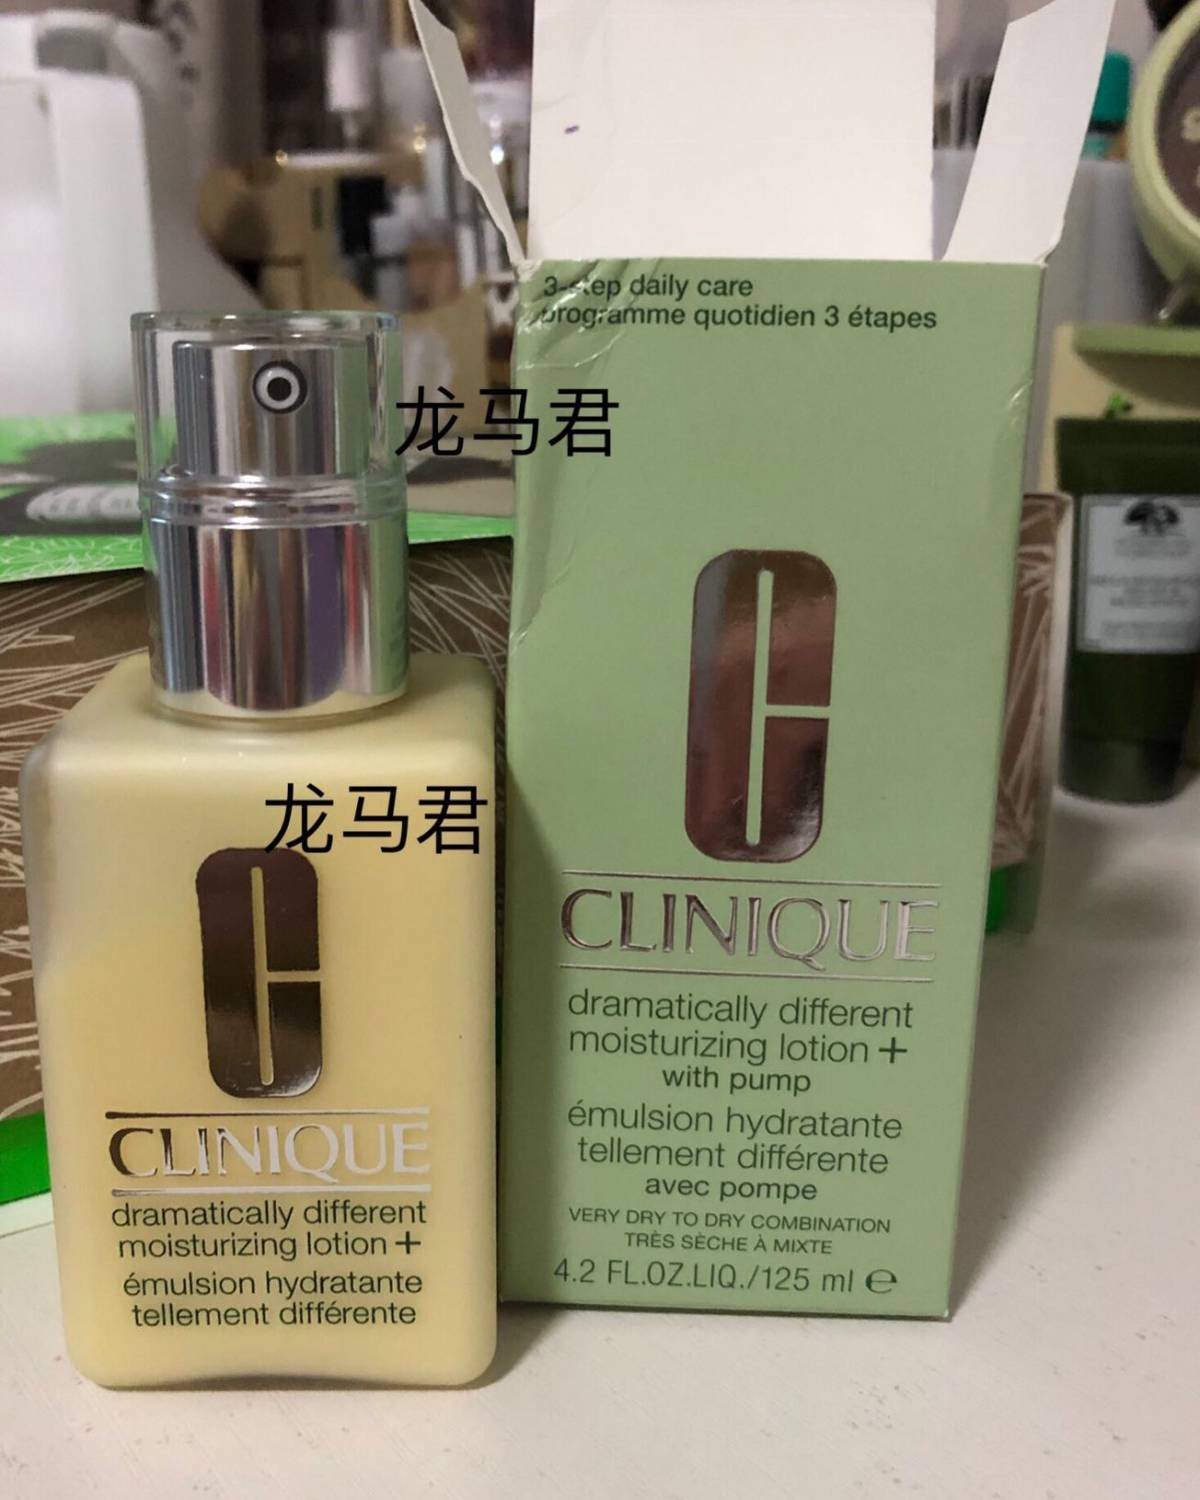 3-step daily care
programme quotidien 3 étapes
龙马君
龙马君
CLINIQUE
dramatically different
moisturizing lotion +
émulsion hydratante
tellement différente
CLINIQUE
dramatically different
moisturizing lotion +
with pump
émulsion hydratante
tellement différente
avec pompe
VERY DRY TO DRY COMBINATION
TRÈS SÈCHE À MIXTE
4.2 FL.OZ.LIQ./125 ml e